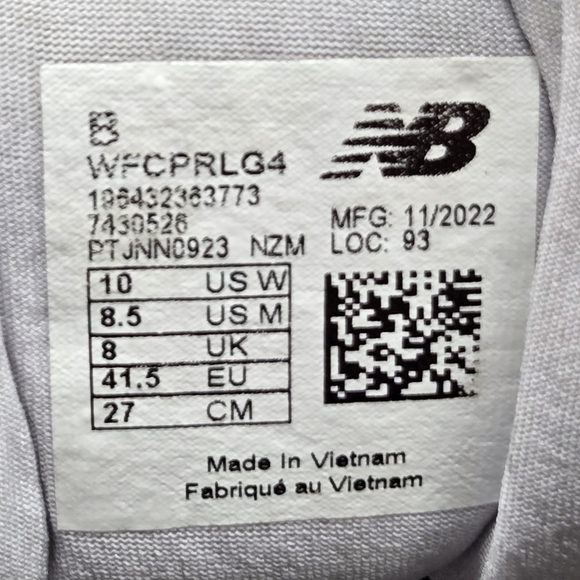 B
WFCPRLG4
196432363773
7430526
PTJNN0923 NZM
NB
MFG: 11/2022
LOC: 93
10 US W
8.5 US M
8 UK
41.5 EU
27 CM
Made In Vietnam
Fabriqué au Vietnam